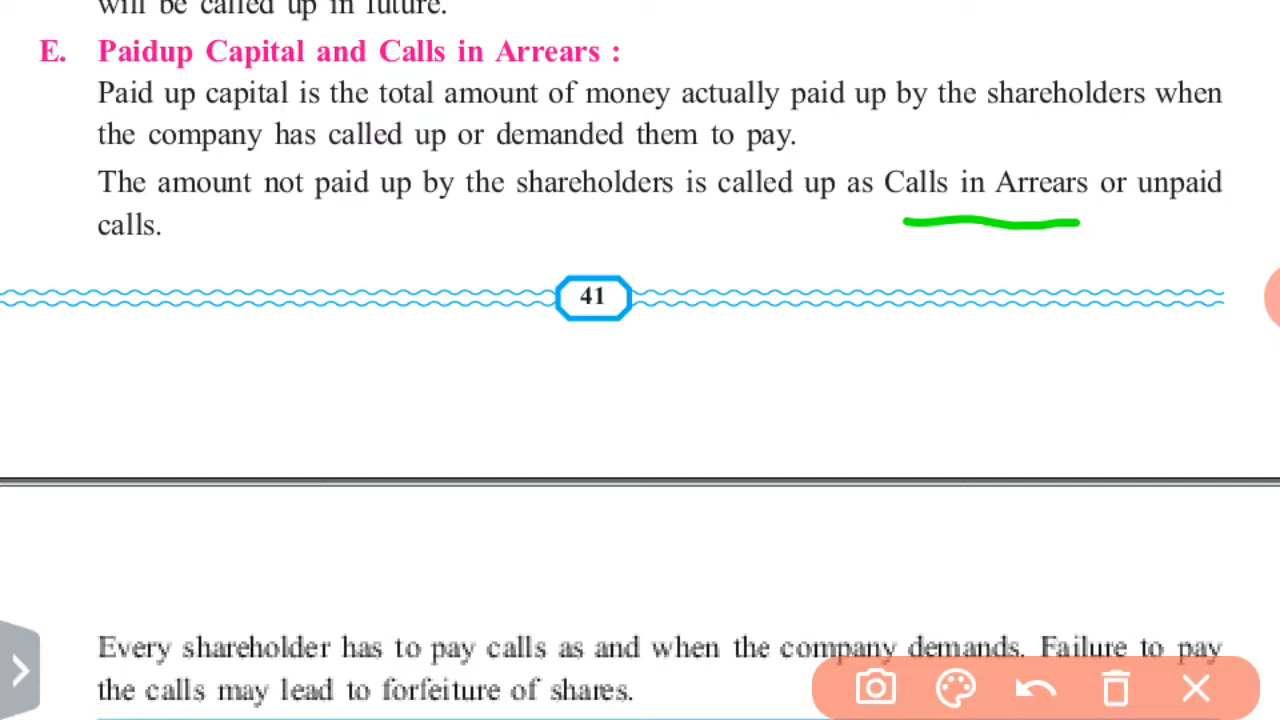 will be called up in future.
E. Paidup Capital and Calls in Arrears :
Paid up capital is the total amount of money actually paid up by the shareholders when
the company has called up or demanded them to pay.
The amount not paid up by the shareholders is called up as Calls in Arrears or unpaid
calls.
41
Every shareholder has to pay calls as and when the company demands. Failure to pay
the calls may lead to forfeiture of shares.